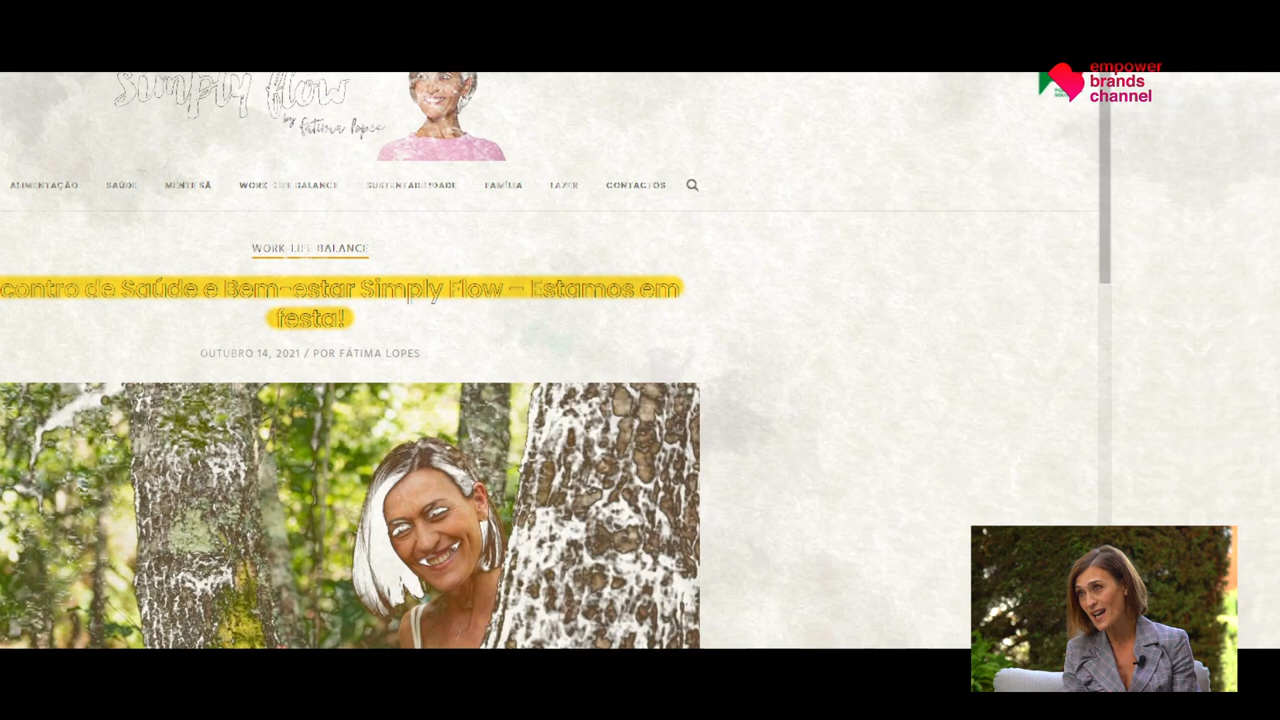 empower
brands
channel
simply flow
by fátima lopes
ALIMENTAÇÃO SAÚDE MENTE SÃ WORK-LIFE BALANCE SUSTENTABILIDADE FAMÍLIA LAZER CONTACTOS
WORK-LIFE BALANCE
contro de Saúde e Bem-estar Simply Flow – Estamos em
festa!
OUTUBRO 14, 2021 / POR FÁTIMA LOPES